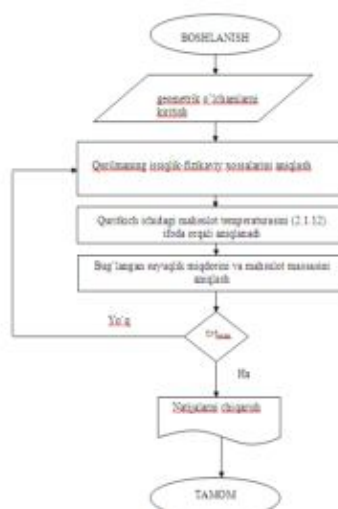 BOSHLANISH
geometrik o'lchamlarni
kiritish
Qurilmaning issiqlik-fizikaviy xossalarini aniqlash
Quritkich ichidagi mahsulot temperaturasini (2.1.12)
ifoda orqali aniqlanadi
Bug'langan suyuqlik miqdorini va mahsulot massasini
aniqlash
Yo'q
Ha
Natijalarni chiqarish
TAMOM